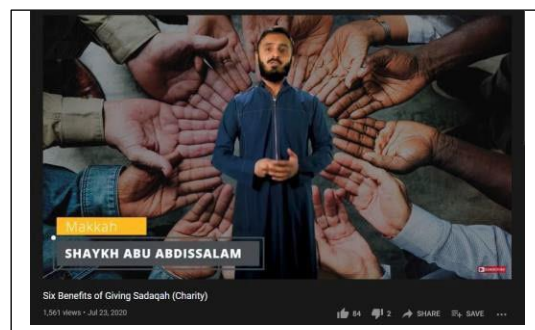 Makkah
SHAYKH ABU ABDISSALAM
Six Benefits of Giving Sadaqah (Charity)
1,561 views • Jul 23, 2020 84 2 SHARE SAVE